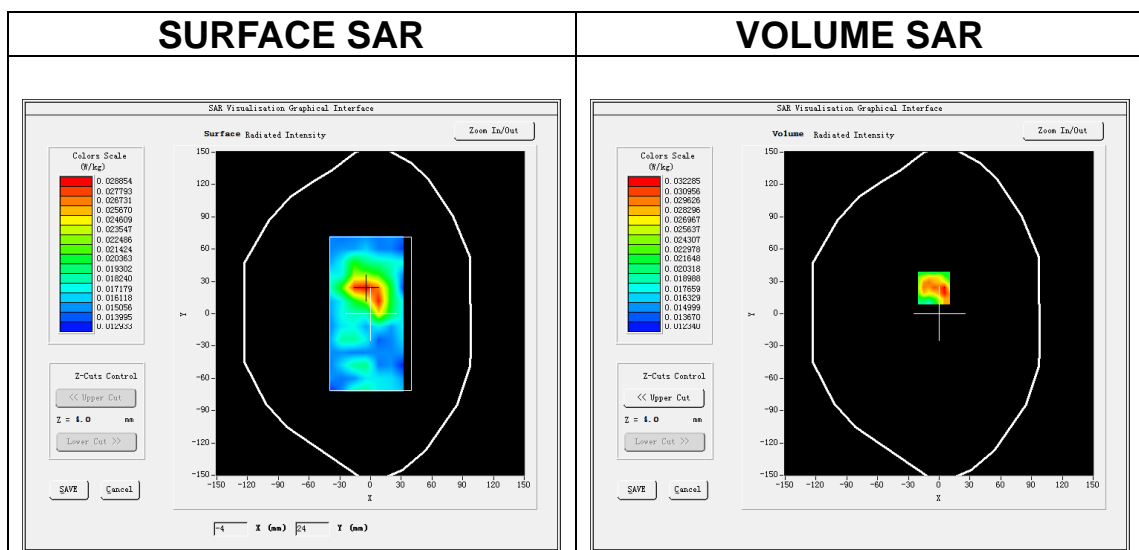 SURFACE SAR
VOLUME SAR
SAR Visualisation Graphical Interface
Surface Radiated Intensity
Zoom In/Out
Colors Scale
(W/kg)
0.028854
0.027793
0.026731
0.025670
0.024609
0.023547
0.022486
0.021424
0.020363
0.019302
0.018240
0.017179
0.016118
0.015056
0.013995
0.012933
150
120
90
60
30
0
-30
-60
-90
-120
-150
Y
-150 -120 -90 -60 -30 0 30 60 90 120 150
X
Z-Cuts Control
<< Upper Cut
Z = 4.0 mm
Lower Cut >>
SAVE Cancel
-4 X (mm) 24 Y (mm)
SAR Visualisation Graphical Interface
Volume Radiated Intensity
Zoom In/Out
Colors Scale
(W/kg)
0.032285
0.030956
0.029626
0.028296
0.026967
0.025637
0.024307
0.022978
0.021648
0.020318
0.018988
0.017659
0.016329
0.014999
0.013670
0.012340
150
120
90
60
30
0
-30
-60
-90
-120
-150
Y
-150 -120 -90 -60 -30 0 30 60 90 120 150
X
Z-Cuts Control
<< Upper Cut
Z = 4.0 mm
Lower Cut >>
SAVE Cancel